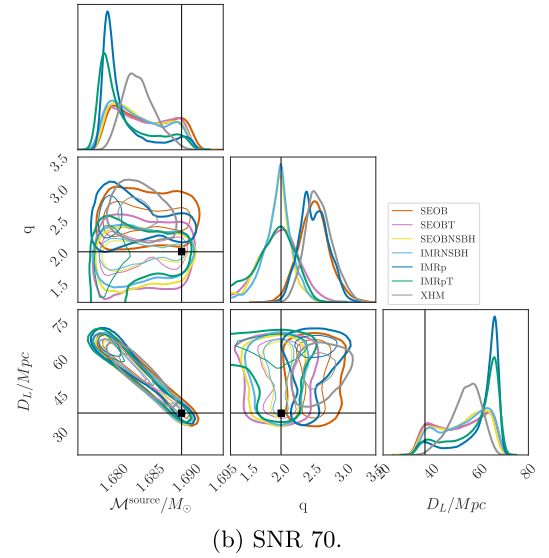 3.5
3.0
2.5
2.0
1.5
q
SEOB
SEOBT
SEOBNSBH
IMRNSBH
IMRp
IMRpT
XHM
75
60
45
30
D_L/Mpc
1.680
1.685
1.690
1.695
1.5
2.0
2.5
3.0
3.5
20
40
60
80
ℳ^source/M_⊙
q
D_L/Mpc
(b) SNR 70.